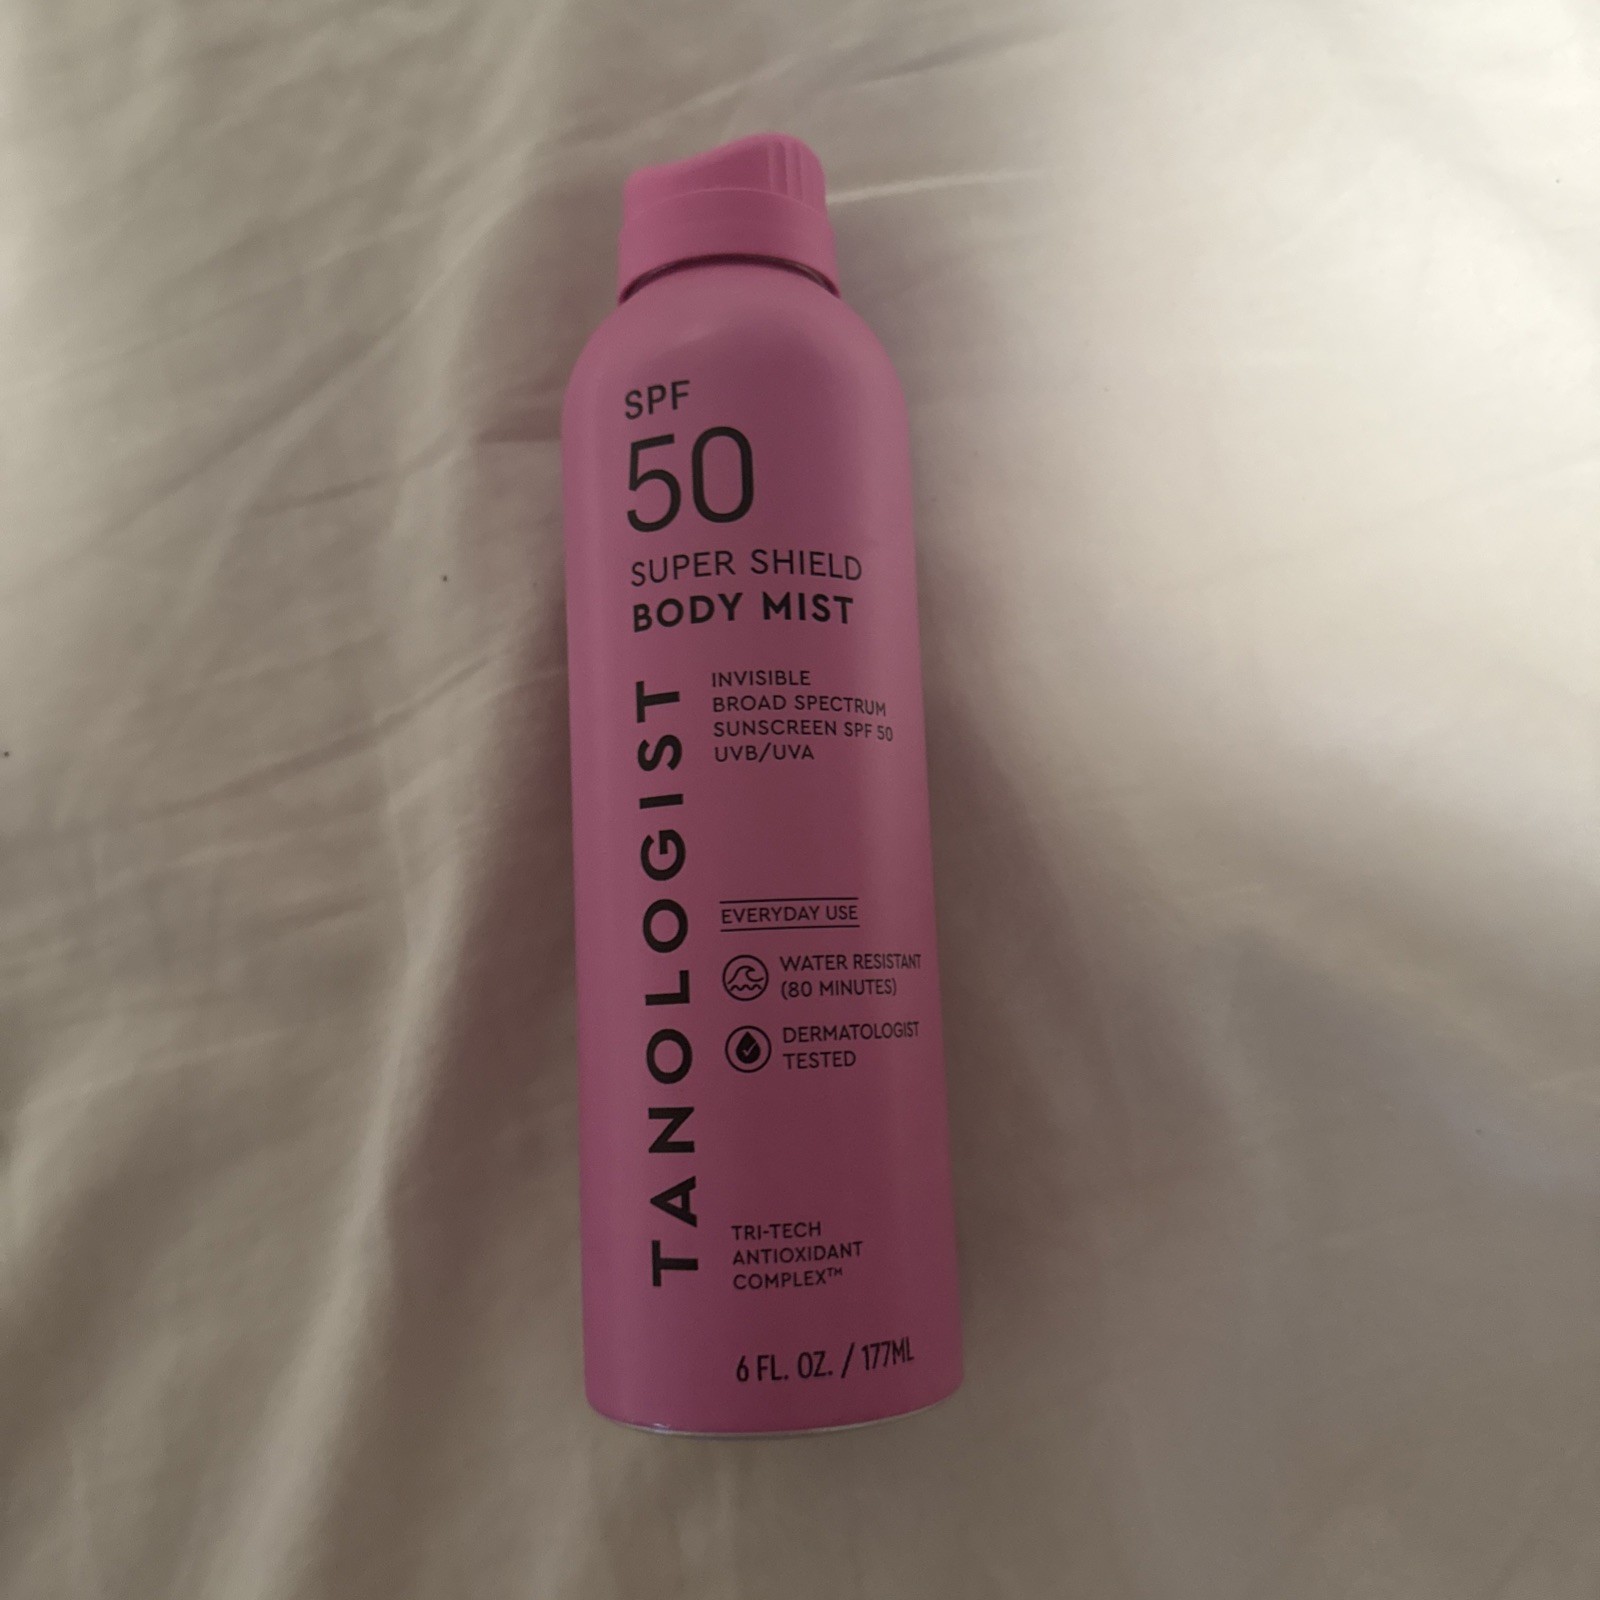 SPF
50
SUPER SHIELD
BODY MIST
TANOLOGIST
INVISIBLE
BROAD SPECTRUM
SUNSCREEN SPF 50
UVB/UVA
EVERYDAY USE
WATER RESISTANT
(80 MINUTES)
DERMATOLOGIST
TESTED
TRI-TECH
ANTIOXIDANT
COMPLEX™
6 FL. OZ. / 177ML